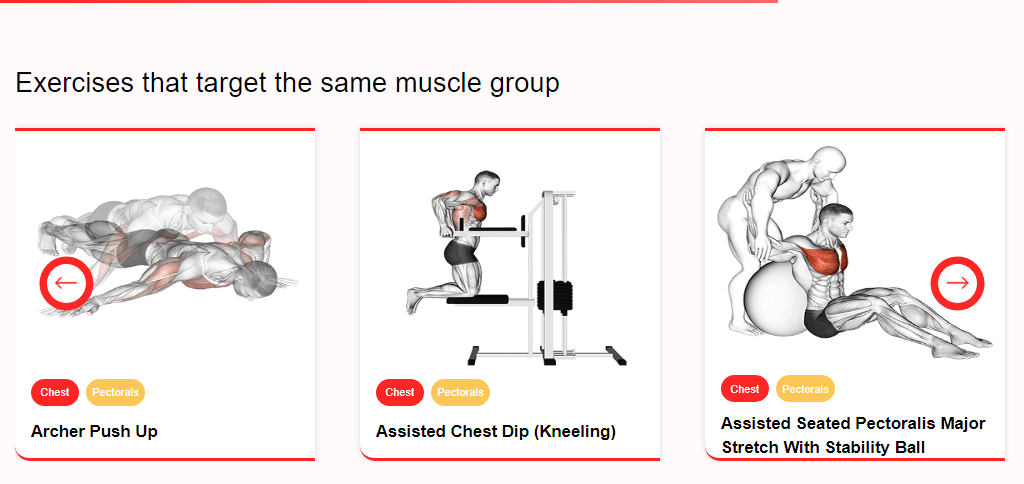 Exercises that target the same muscle group
Chest
Pectorals
Archer Push Up
Chest
Pectorals
Assisted Chest Dip (Kneeling)
Chest
Pectorals
Assisted Seated Pectoralis Major
Stretch With Stability Ball